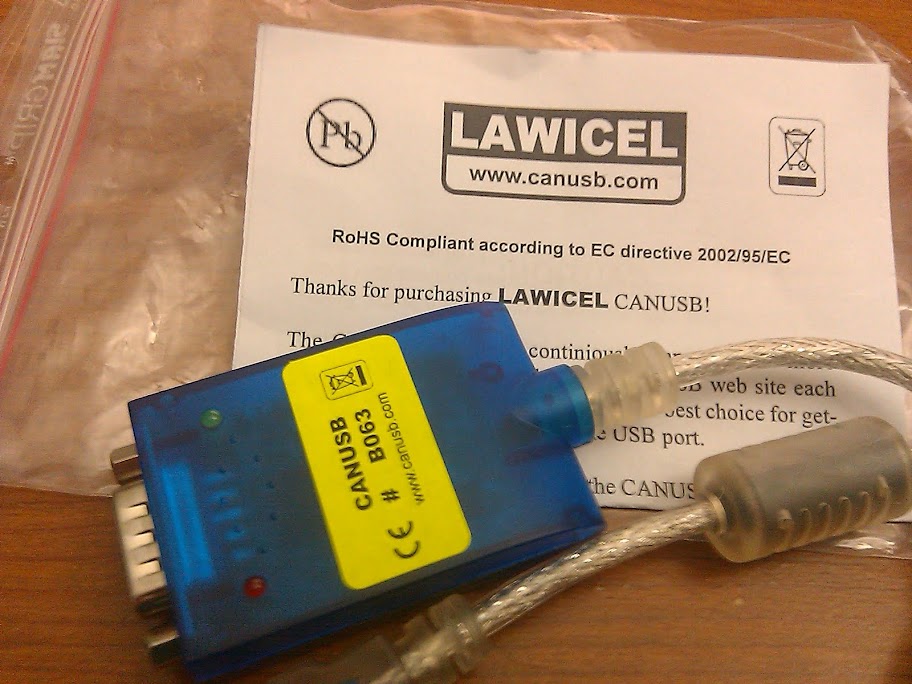 Pb
LAWICEL
www.canusb.com
RoHS Compliant according to EC directive 2002/95/EC
Thanks for purchasing LAWICEL CANUSB!
The
web site each
best choice for get-
USB port.
the CANUS
CANUSB
# B063
www.canusb.com
CE